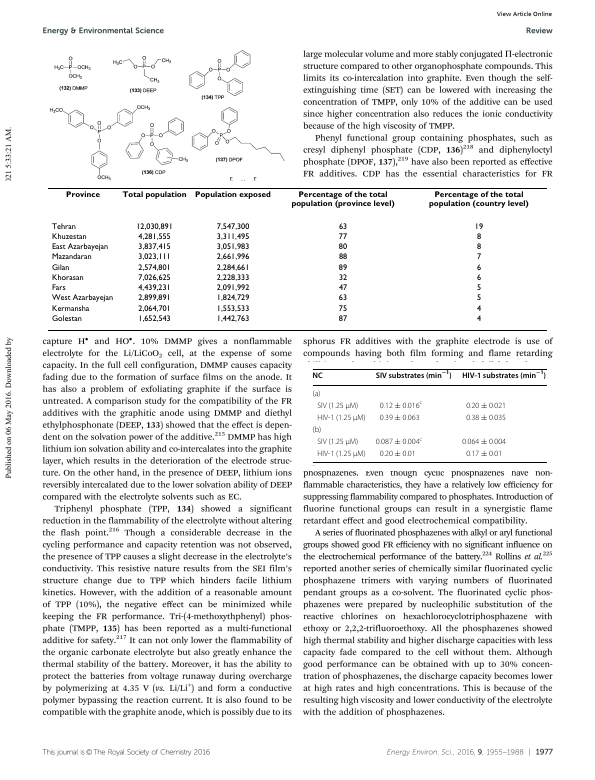 View Article Online
Energy & Environmental Science
Review
021 5:33:21 AM.
Published on 06 May 2016. Downloaded by
(132) DMMP
(133) DEEP
(134) TPP
(136) CDP
(137) DPOF
large molecular volume and more stably conjugated Π-electronic
structure compared to other organophosphate compounds. This
limits its co-intercalation into graphite. Even though the self-
extinguishing time (SET) can be lowered with increasing the
concentration of TMPP, only 10% of the additive can be used
since higher concentration also reduces the ionic conductivity
because of the high viscosity of TMPP.
Phenyl functional group containing phosphates, such as
cresyl diphenyl phosphate (CDP, 136)218 and diphenyloctyl
phosphate (DPOF, 137),219 have also been reported as effective
FR additives. CDP has the essential characteristics for FR
Province Total population Population exposed Percentage of the total population (province level) Percentage of the total population (country level)
Tehran 12,030,891 7,547,300 63 19
Khuzestan 4,281,555 3,311,495 77 8
East Azarbayejan 3,837,415 3,051,983 80 8
Mazandaran 3,023,111 2,661,996 88 7
Gilan 2,574,801 2,284,661 89 6
Khorasan 7,026,625 2,228,333 32 6
Fars 4,439,231 2,091,992 47 5
West Azarbayejan 2,899,891 1,824,729 63 5
Kermansha 2,064,701 1,553,533 75 4
Golestan 1,652,543 1,442,763 87 4
capture H• and HO•. 10% DMMP gives a nonflammable
electrolyte for the Li/LiCoO2 cell, at the expense of some
capacity. In the full cell configuration, DMMP causes capacity
fading due to the formation of surface films on the anode. It
has also a problem of exfoliating graphite if the surface is
untreated. A comparison study for the compatibility of the FR
additives with the graphitic anode using DMMP and diethyl
ethylphosphonate (DEEP, 133) showed that the effect is depen-
dent on the solvation power of the additive.215 DMMP has high
lithium ion solvation ability and co-intercalates into the graphite
layer, which results in the deterioration of the electrode struc-
ture. On the other hand, in the presence of DEEP, lithium ions
reversibly intercalated due to the lower solvation ability of DEEP
compared with the electrolyte solvents such as EC.
Triphenyl phosphate (TPP, 134) showed a significant
reduction in the flammability of the electrolyte without altering
the flash point.216 Though a considerable decrease in the
cycling performance and capacity retention was not observed,
the presence of TPP causes a slight decrease in the electrolyte's
conductivity. This resistive nature results from the SEI film's
structure change due to TPP which hinders facile lithium
kinetics. However, with the addition of a reasonable amount
of TPP (10%), the negative effect can be minimized while
keeping the FR performance. Tri-(4-methoxythphenyl) phos-
phate (TMPP, 135) has been reported as a multi-functional
additive for safety.217 It can not only lower the flammability of
the organic carbonate electrolyte but also greatly enhance the
thermal stability of the battery. Moreover, it has the ability to
protect the batteries from voltage runaway during overcharge
by polymerizing at 4.35 V (vs. Li/Li+) and form a conductive
polymer bypassing the reaction current. It is also found to be
compatible with the graphite anode, which is possibly due to its
sphorus FR additives with the graphite electrode is use of
compounds having both film forming and flame retarding
NC SIV substrates (min−1) HIV-1 substrates (min−1)
(a)
SIV (1.25 μM) 0.12 ± 0.016c 0.20 ± 0.021
HIV-1 (1.25 μM) 0.39 ± 0.063 0.38 ± 0.035
(b)
SIV (1.25 μM) 0.087 ± 0.004c 0.064 ± 0.004
HIV-1 (1.25 μM) 0.20 ± 0.01 0.17 ± 0.01
phosphazenes. Even though cyclic phosphazenes have non-
flammable characteristics, they have a relatively low efficiency for
suppressing flammability compared to phosphates. Introduction of
fluorine functional groups can result in a synergistic flame
retardant effect and good electrochemical compatibility.
A series of fluorinated phosphazenes with alkyl or aryl functional
groups showed good FR efficiency with no significant influence on
the electrochemical performance of the battery.224 Rollins et al.225
reported another series of chemically similar fluorinated cyclic
phosphazene trimers with varying numbers of fluorinated
pendant groups as a co-solvent. The fluorinated cyclic phos-
phazenes were prepared by nucleophilic substitution of the
reactive chlorines on hexachlorocyclotriphosphazene with
ethoxy or 2,2,2-trifluoroethoxy. All the phosphazenes showed
high thermal stability and higher discharge capacities with less
capacity fade compared to the cell without them. Although
good performance can be obtained with up to 30% concen-
tration of phosphazenes, the discharge capacity becomes lower
at high rates and high concentrations. This is because of the
resulting high viscosity and lower conductivity of the electrolyte
with the addition of phosphazenes.
This journal is © The Royal Society of Chemistry 2016
Energy Environ. Sci., 2016, 9, 1955–1988 | 1977